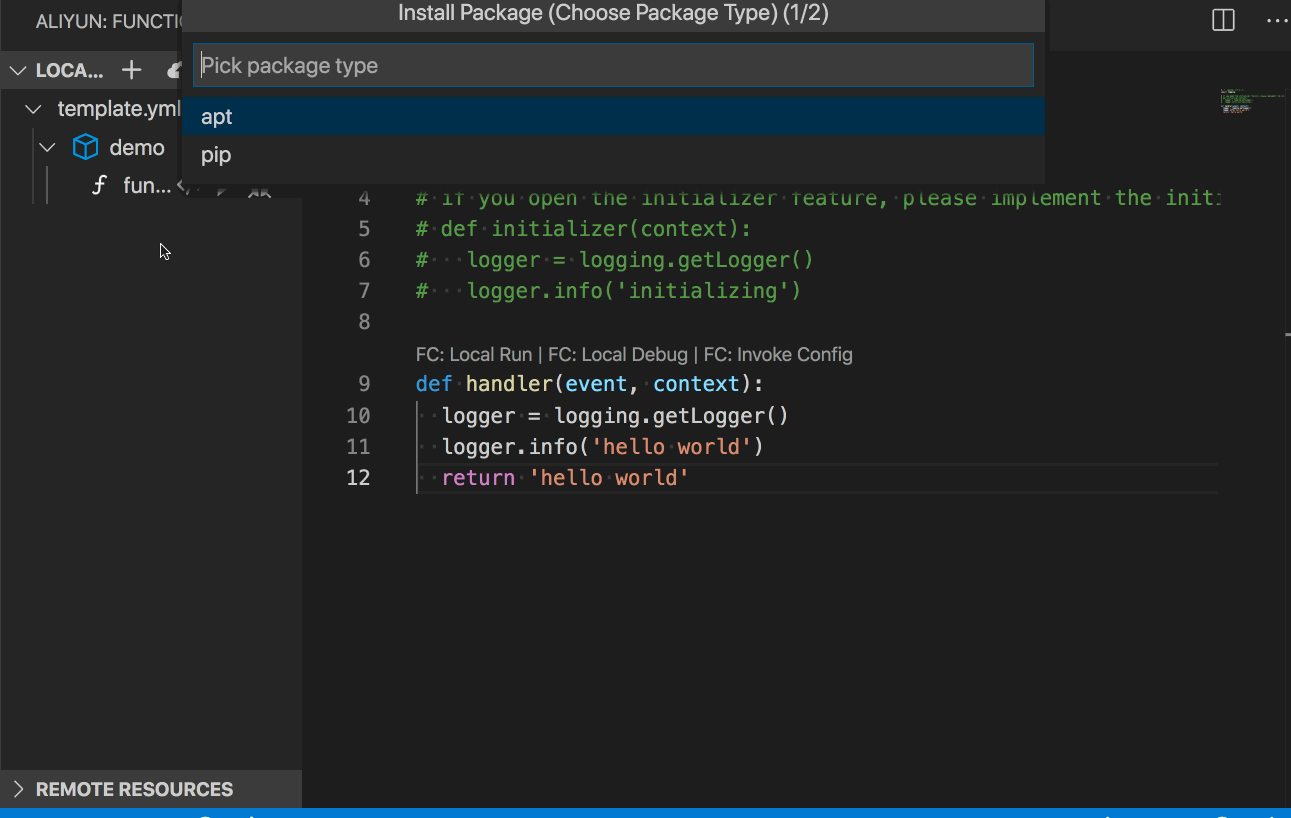 ALIYUN: FUNCTI
Install Package (Choose Package Type) (1/2)
Pick package type
apt
pip
LOCA...
template.yml
demo
f fun...
4 # if you open the initializer feature, please implement the initi
5 # def initializer(context):
6 #    logger = logging.getLogger()
7 #    logger.info('initializing')
8
FC: Local Run | FC: Local Debug | FC: Invoke Config
9 def handler(event, context):
10   logger = logging.getLogger()
11   logger.info('hello world')
12   return 'hello world'
REMOTE RESOURCES